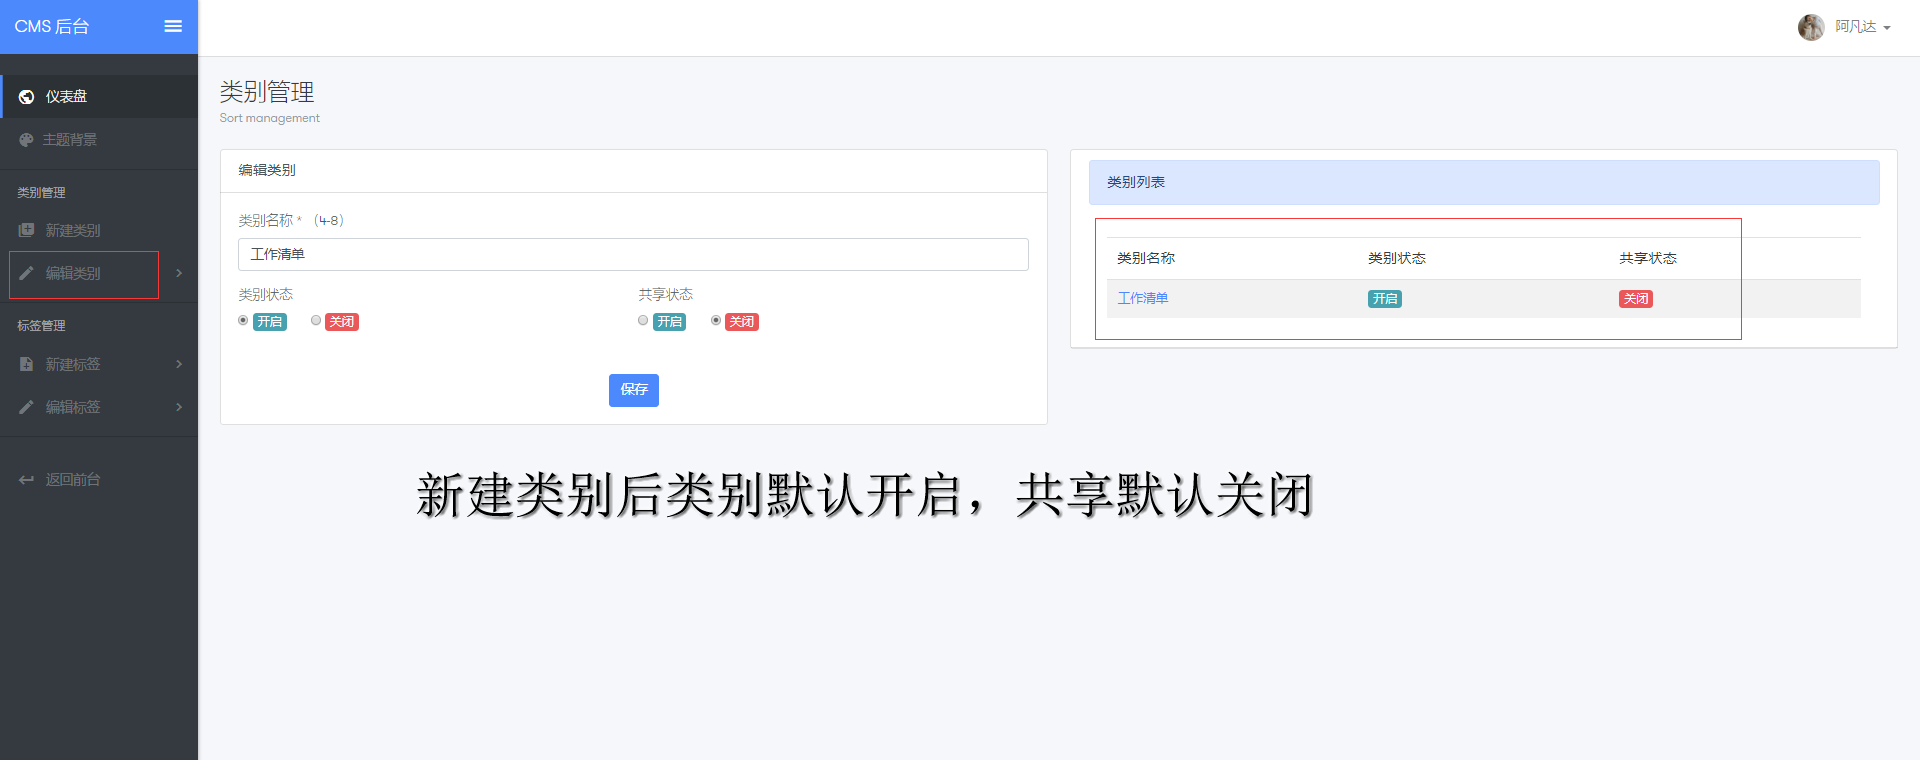 CMS 后台
阿凡达
仪表盘
主题背景
类别管理
新建类别
编辑类别
标签管理
新建标签
编辑标签
返回前台
类别管理
Sort management
编辑类别
类别名称 * （4-8）
工作清单
类别状态
开启 关闭
共享状态
开启 关闭
保存
类别列表
类别名称 类别状态 共享状态
工作清单 开启 关闭
新建类别后类别默认开启，共享默认关闭